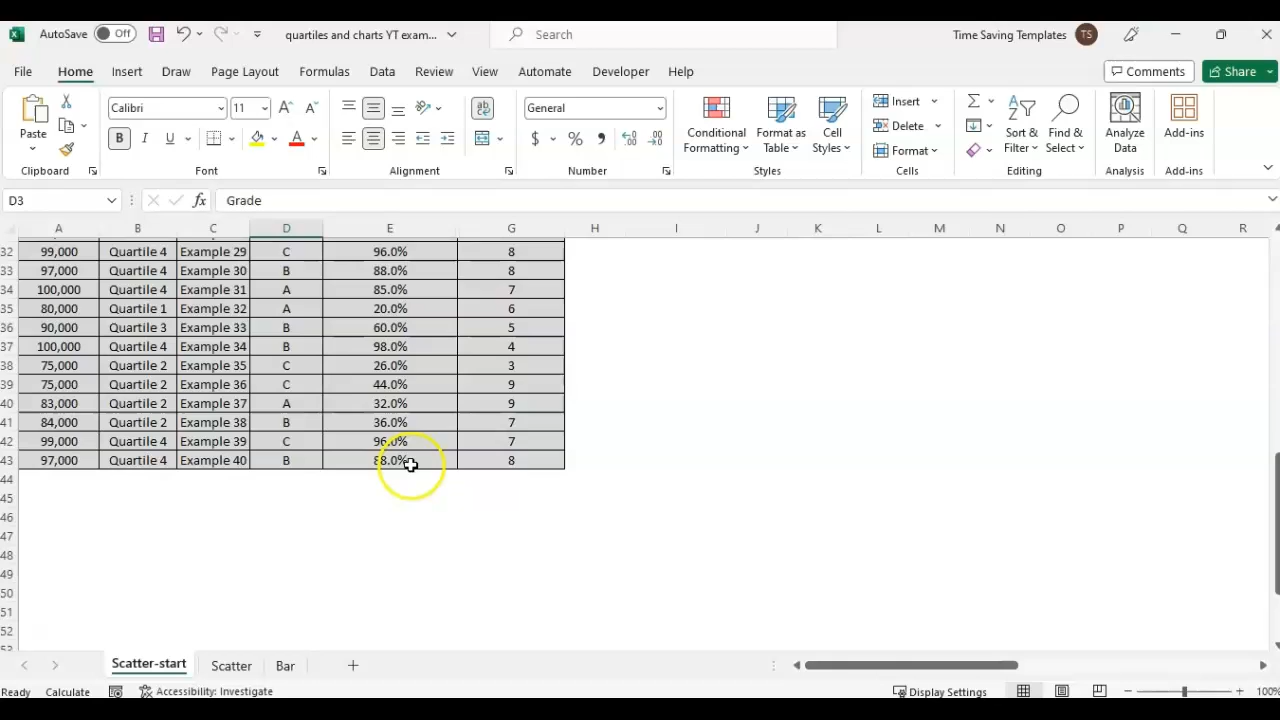 AutoSave Off quartiles and charts YT exam... Search Time Saving Templates TS
File Home Insert Draw Page Layout Formulas Data Review View Automate Developer Help Comments Share
Paste Calibri 11 General Conditional Formatting Format as Table Cell Styles Insert Delete Format Sort & Filter Find & Select Analyze Data Add-ins
Clipboard Font Alignment Number Styles Cells Editing Analysis Add-ins
D3 fx Grade
A B C D E G H I J K L M N O P Q R
32 99,000 Quartile 4 Example 29 C 96.0% 8
33 97,000 Quartile 4 Example 30 B 88.0% 8
34 100,000 Quartile 4 Example 31 A 85.0% 7
35 80,000 Quartile 1 Example 32 A 20.0% 6
36 90,000 Quartile 3 Example 33 B 60.0% 5
37 100,000 Quartile 4 Example 34 B 98.0% 4
38 75,000 Quartile 2 Example 35 C 26.0% 3
39 75,000 Quartile 2 Example 36 C 44.0% 9
40 83,000 Quartile 2 Example 37 A 32.0% 9
41 84,000 Quartile 2 Example 38 B 36.0% 7
42 99,000 Quartile 4 Example 39 C 96.0% 7
43 97,000 Quartile 4 Example 40 B 88.0% 8
44
45
46
47
48
49
50
51
52
53
Scatter-start Scatter Bar
Ready Calculate Accessibility: Investigate Display Settings 100%